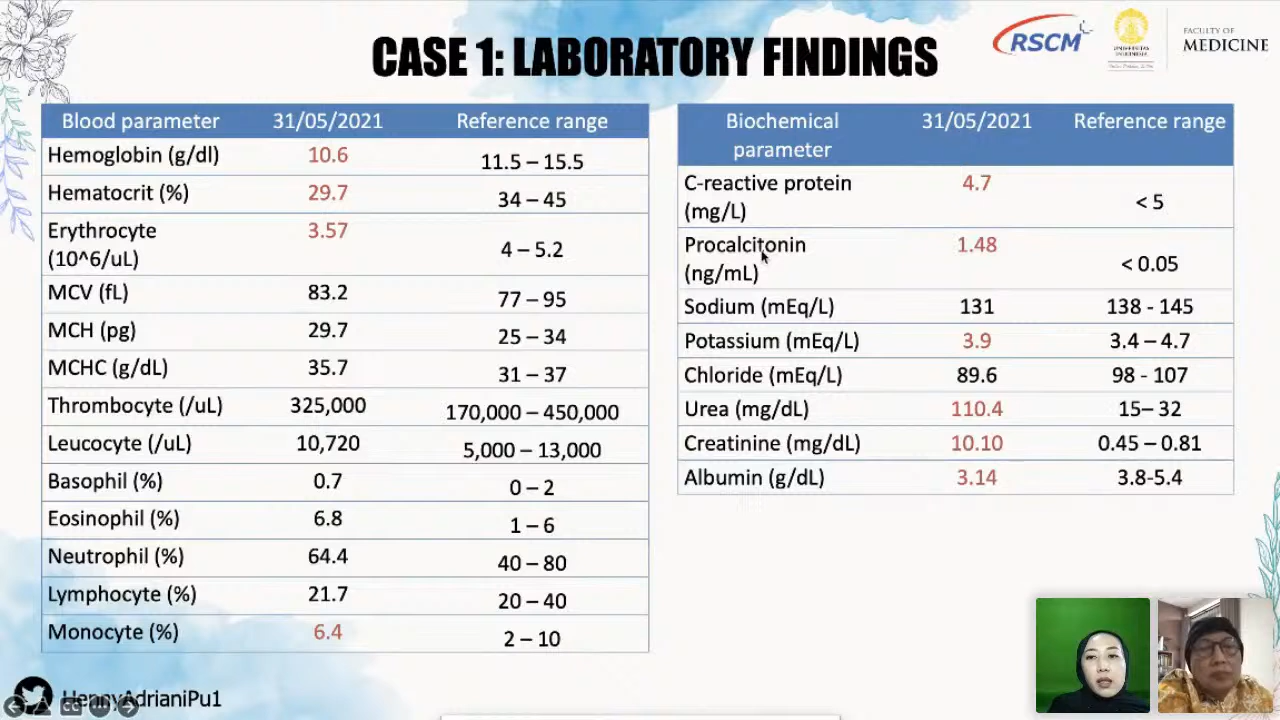 CASE 1: LABORATORY FINDINGS
RSCM
UNIVERSITAS
INDONESIA
FACULTY OF
MEDICINE
Blood parameter 31/05/2021 Reference range
Hemoglobin (g/dl) 10.6 11.5 – 15.5
Hematocrit (%) 29.7 34 – 45
Erythrocyte
(10^6/uL) 3.57 4 – 5.2
MCV (fL) 83.2 77 – 95
MCH (pg) 29.7 25 – 34
MCHC (g/dL) 35.7 31 – 37
Thrombocyte (/uL) 325,000 170,000 – 450,000
Leucocyte (/uL) 10,720 5,000 – 13,000
Basophil (%) 0.7 0 – 2
Eosinophil (%) 6.8 1 – 6
Neutrophil (%) 64.4 40 – 80
Lymphocyte (%) 21.7 20 – 40
Monocyte (%) 6.4 2 – 10
Biochemical
parameter 31/05/2021 Reference range
C-reactive protein
(mg/L) 4.7 < 5
Procalcitonin
(ng/mL) 1.48 < 0.05
Sodium (mEq/L) 131 138 - 145
Potassium (mEq/L) 3.9 3.4 – 4.7
Chloride (mEq/L) 89.6 98 - 107
Urea (mg/dL) 110.4 15– 32
Creatinine (mg/dL) 10.10 0.45 – 0.81
Albumin (g/dL) 3.14 3.8-5.4
HennyAdrianiPu1
CC